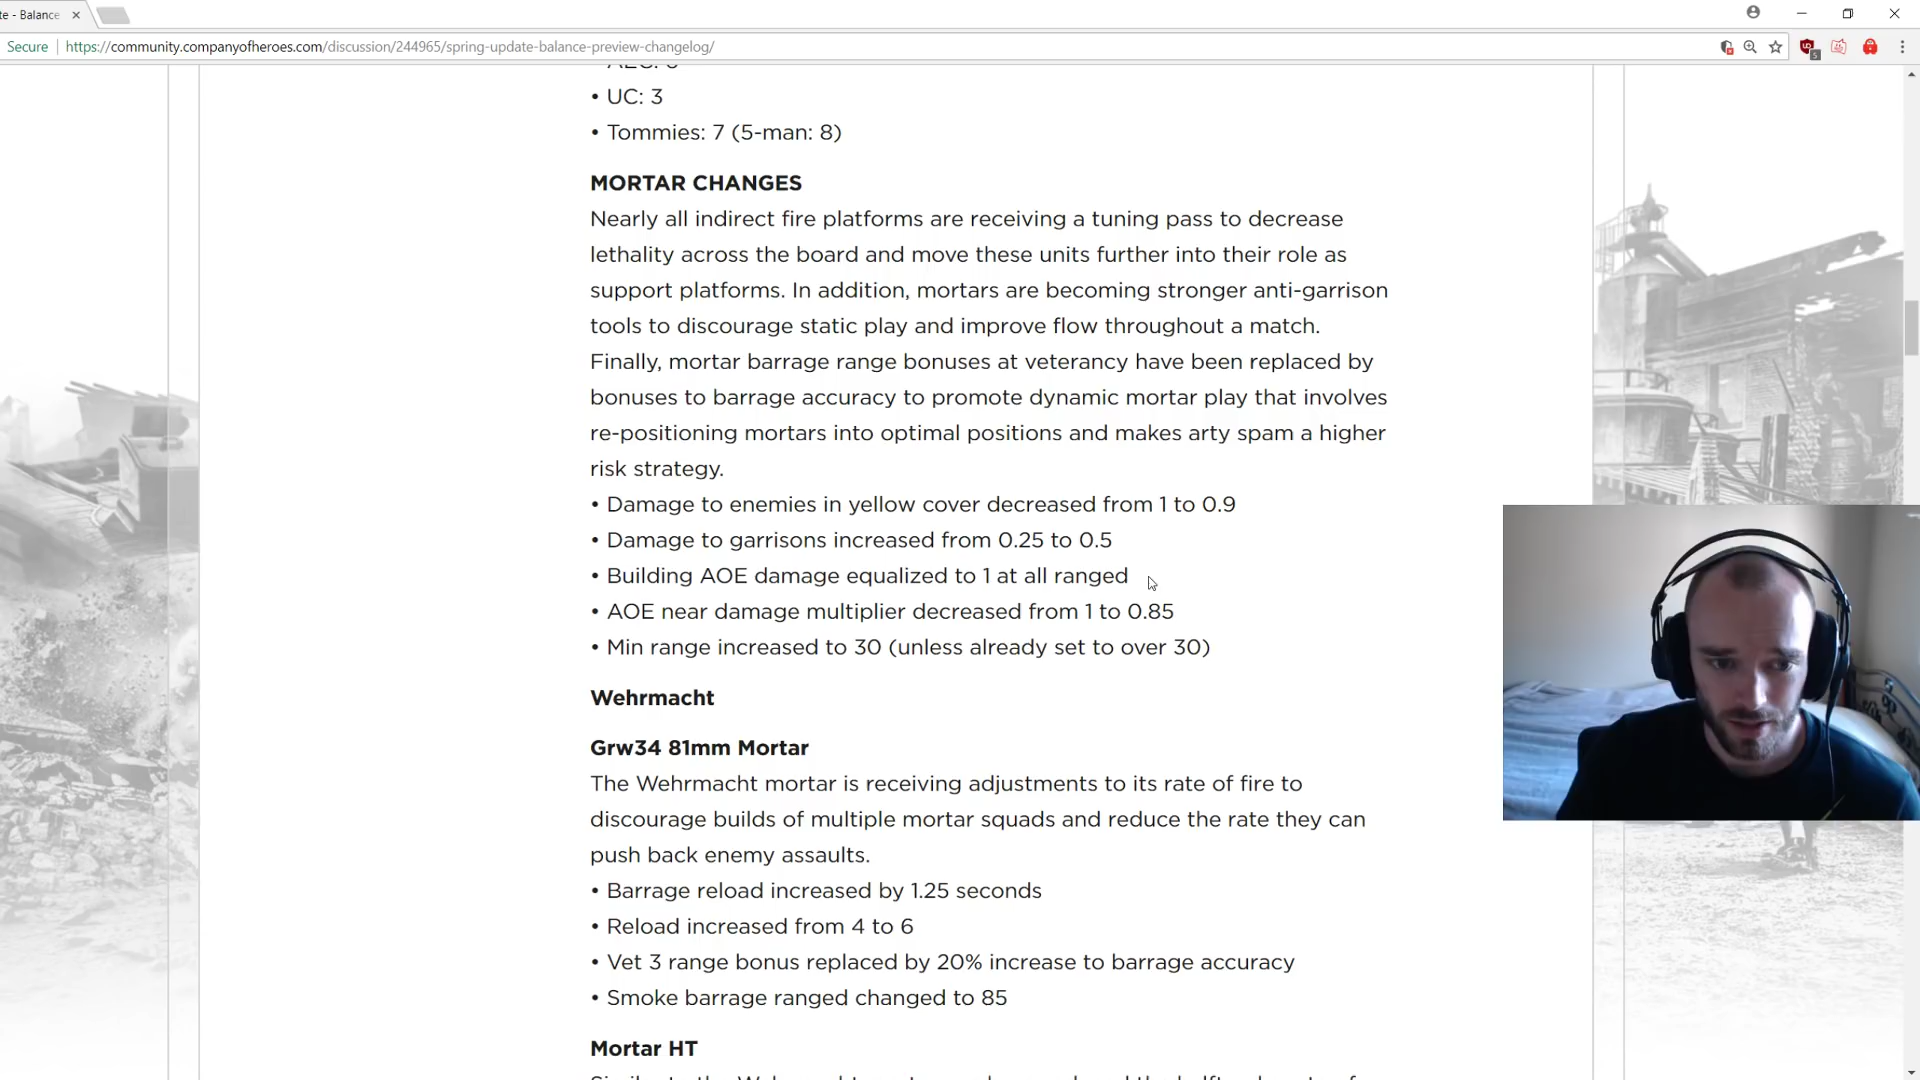 te - Balance
Secure
https://community.companyofheroes.com/discussion/244965/spring-update-balance-preview-changelog/
• UC: 3
• Tommies: 7 (5-man: 8)
MORTAR CHANGES
Nearly all indirect fire platforms are receiving a tuning pass to decrease
lethality across the board and move these units further into their role as
support platforms. In addition, mortars are becoming stronger anti-garrison
tools to discourage static play and improve flow throughout a match.
Finally, mortar barrage range bonuses at veterancy have been replaced by
bonuses to barrage accuracy to promote dynamic mortar play that involves
re-positioning mortars into optimal positions and makes arty spam a higher
risk strategy.
• Damage to enemies in yellow cover decreased from 1 to 0.9
• Damage to garrisons increased from 0.25 to 0.5
• Building AOE damage equalized to 1 at all ranged
• AOE near damage multiplier decreased from 1 to 0.85
• Min range increased to 30 (unless already set to over 30)
Wehrmacht
Grw34 81mm Mortar
The Wehrmacht mortar is receiving adjustments to its rate of fire to
discourage builds of multiple mortar squads and reduce the rate they can
push back enemy assaults.
• Barrage reload increased by 1.25 seconds
• Reload increased from 4 to 6
• Vet 3 range bonus replaced by 20% increase to barrage accuracy
• Smoke barrage ranged changed to 85
Mortar HT